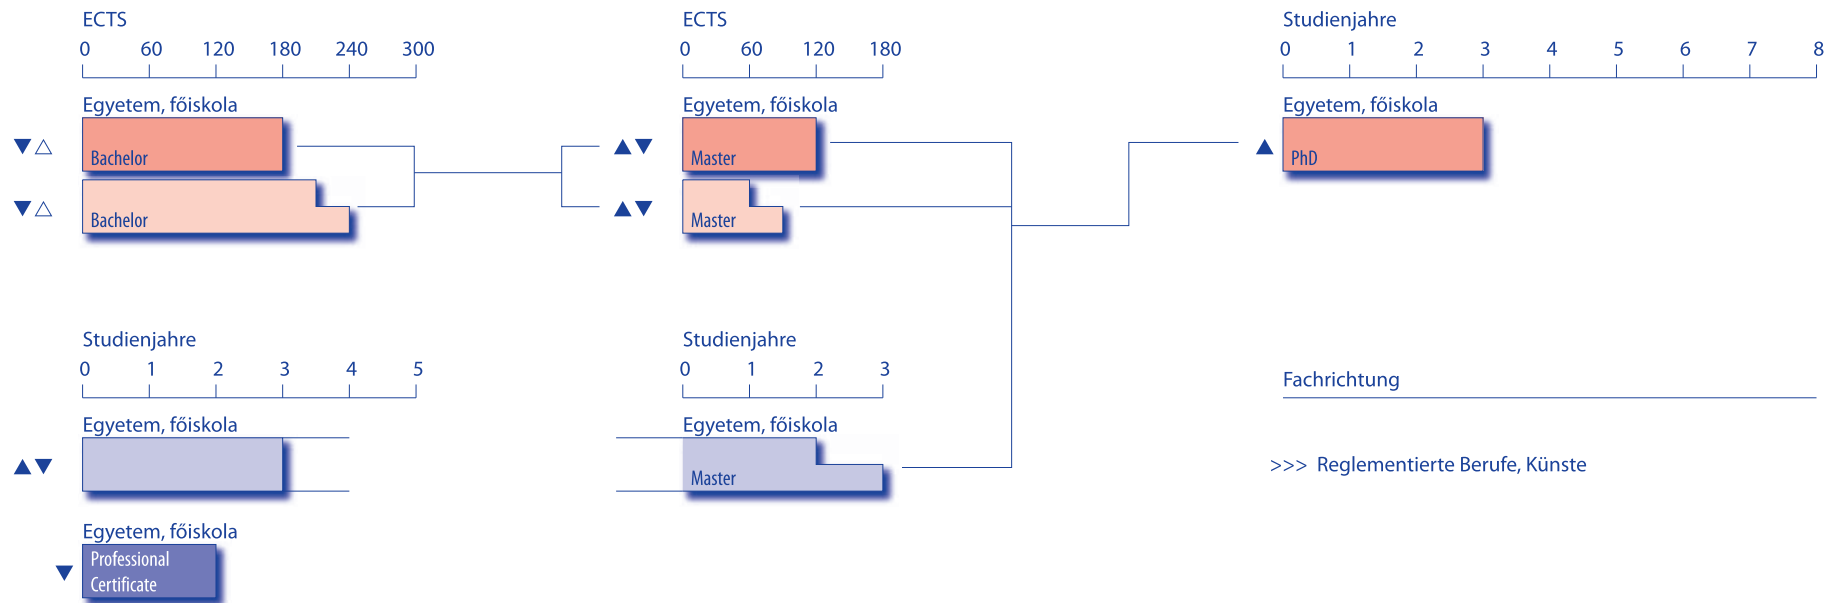 ECTS
0 60 120 180 240 300
Egyetem, főiskola
Bachelor
Bachelor
ECTS
0 60 120 180
Egyetem, főiskola
Master
Master
Studienjahre
0 1 2 3 4 5 6 7 8
Egyetem, főiskola
PhD
Studienjahre
0 1 2 3 4 5
Egyetem, főiskola
Egyetem, főiskola
Professional
Certificate
Studienjahre
0 1 2 3
Egyetem, főiskola
Master
Fachrichtung
>>> Reglementierte Berufe, Künste